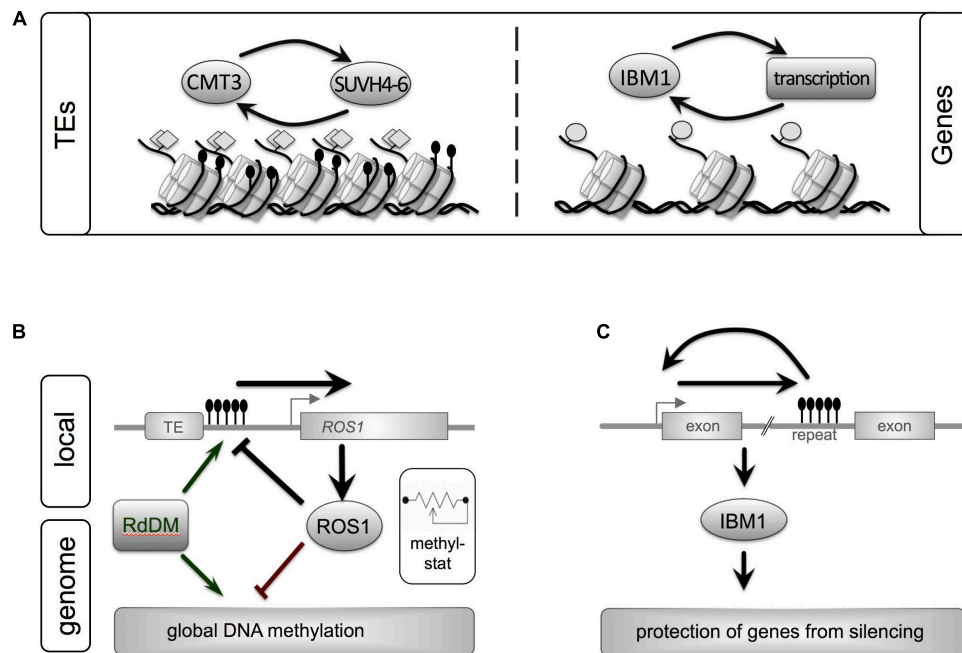 A
TEs
CMT3
SUVH4-6
IBM1
transcription
Genes
B
local
genome
TE
ROS1
RdDM
ROS1
methyl-
stat
global DNA methylation
C
exon
repeat
exon
IBM1
protection of genes from silencing